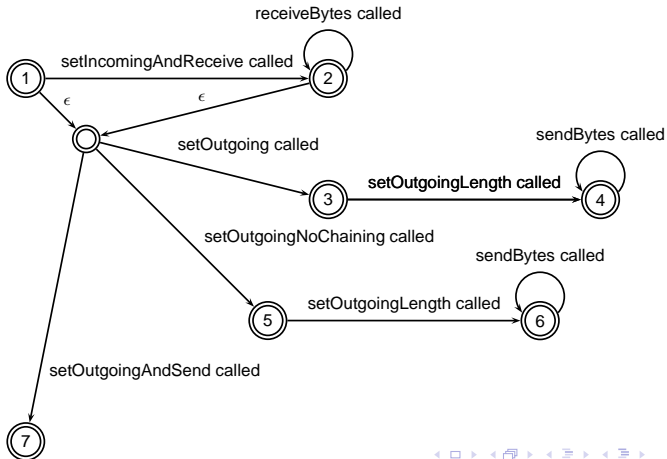 receiveBytes called
setIncomingAndReceive called
1
2
ϵ
ϵ
setOutgoing called
sendBytes called
setOutgoingLength called
3
4
setOutgoingNoChaining called
sendBytes called
setOutgoingLength called
5
6
setOutgoingAndSend called
7